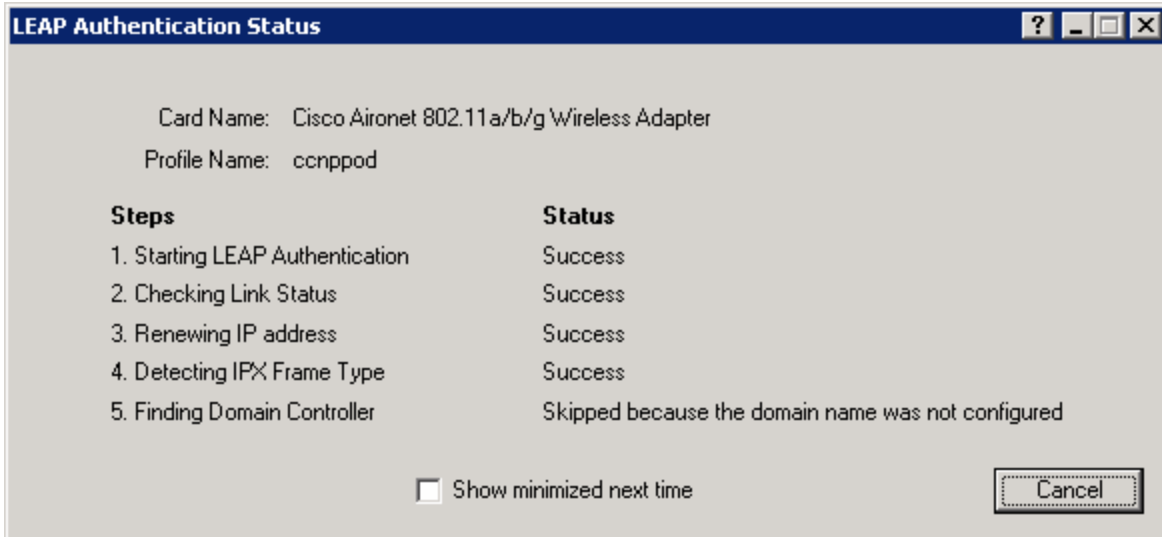 LEAP Authentication Status
Card Name: Cisco Aironet 802.11a/b/g Wireless Adapter
Profile Name: ccnppod
Steps Status
1. Starting LEAP Authentication Success
2. Checking Link Status Success
3. Renewing IP address Success
4. Detecting IPX Frame Type Success
5. Finding Domain Controller Skipped because the domain name was not configured
Show minimized next time Cancel